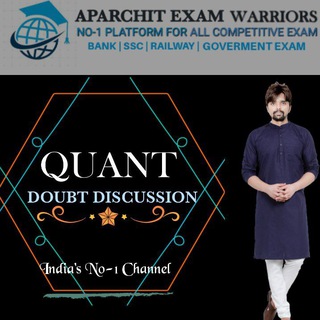 APARCHIT EXAM WARRIORS
NO-1 PLATFORM FOR ALL COMPETITIVE EXAM
BANK | SSC | RAILWAY | GOVERMENT EXAM
QUANT
DOUBT DISCUSSION
India's No-1 Channel